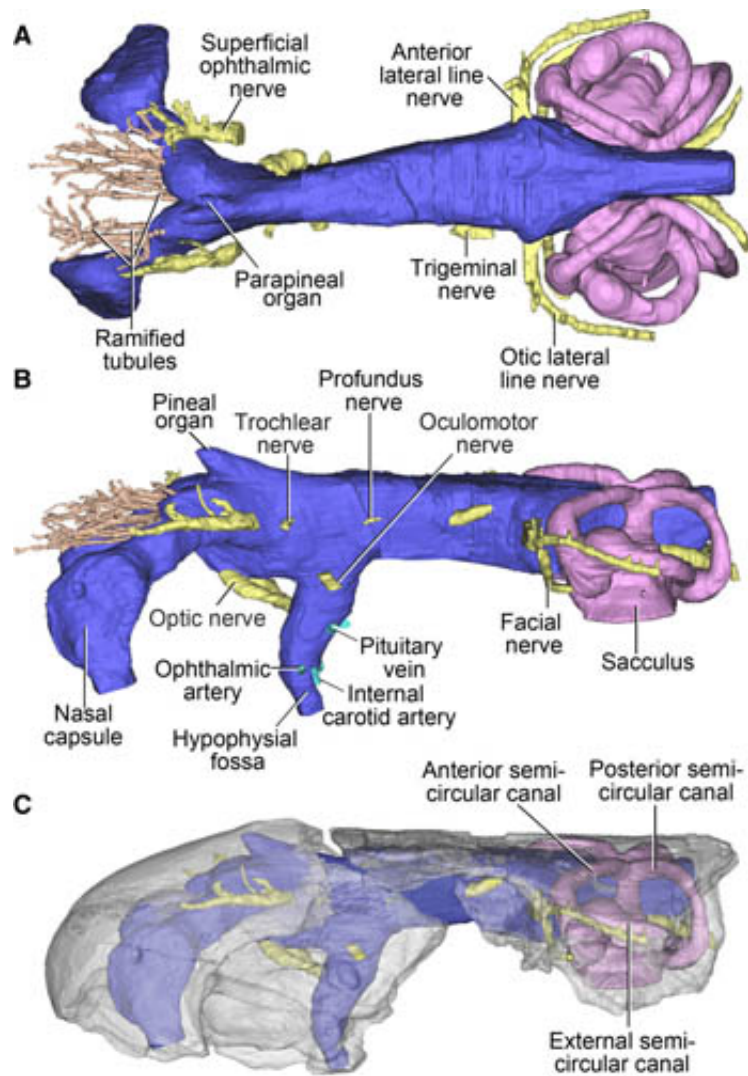 A
Superficial
ophthalmic
nerve
Anterior
lateral line
nerve
Parapineal
organ
Trigeminal
nerve
Ramified
tubules
Otic lateral
line nerve
B
Pineal
organ
Trochlear
nerve
Profundus
nerve
Oculomotor
nerve
Optic nerve
Pituitary
vein
Facial
nerve
Sacculus
Ophthalmic
artery
Internal
carotid artery
Nasal
capsule
Hypophysial
fossa
C
Anterior semi-
circular canal
Posterior semi-
circular canal
External semi-
circular canal